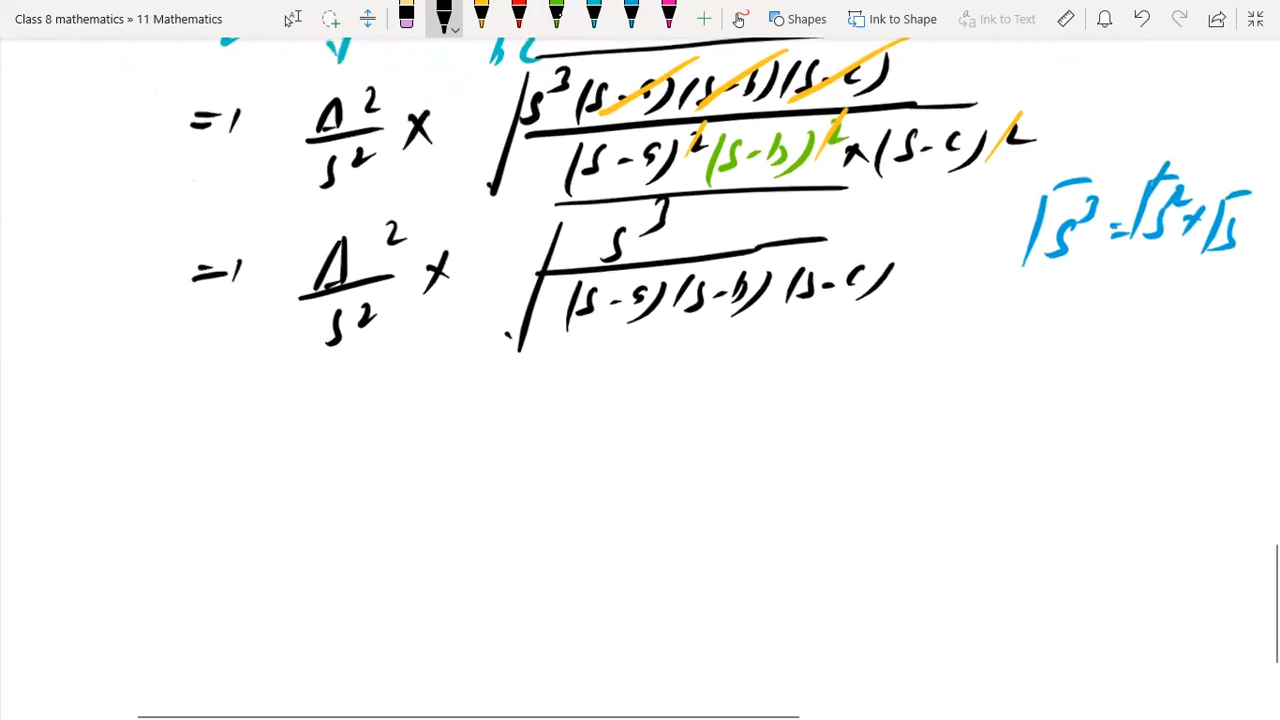 Class 8 mathematics » 11 Mathematics
Shapes Ink to Shape Ink to Text
=) Δ²/s² × √(s³(s-a)(s-b)(s-c) / (s-a)²(s-b)²×(s-c)²)
√s³ = √s² × √s
=) Δ²/s² × √(s³ / (s-a)(s-b)(s-c))